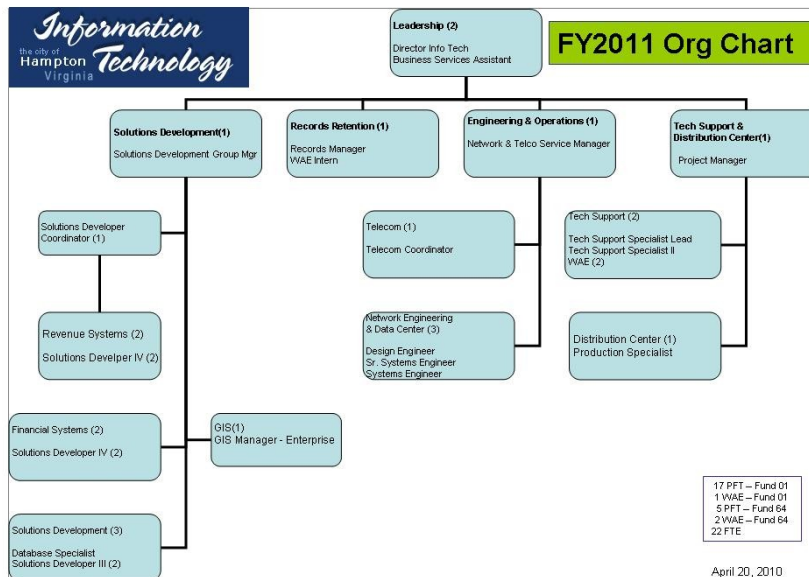 Information
the city of
Hampton Technology
Virginia
Leadership (2)
Director Info Tech
Business Services Assistant
FY2011 Org Chart
Solutions Development(1)
Solutions Development Group Mgr
Records Retention (1)
Records Manager
WAE Intern
Engineering & Operations (1)
Network & Telco Service Manager
Tech Support &
Distribution Center(1)
Project Manager
Solutions Developer
Coordinator (1)
Telecom (1)
Telecom Coordinator
Tech Support (2)
Tech Support Specialist Lead
Tech Support Specialist II
WAE (2)
Revenue Systems (2)
Solutions Develper IV (2)
Network Engineering
& Data Center (3)
Design Engineer
Sr. Systems Engineer
Systems Engineer
Distribution Center (1)
Production Specialist
Financial Systems (2)
Solutions Developer IV (2)
GIS(1)
GIS Manager - Enterprise
Solutions Development (3)
Database Specialist
Solutions Developer III (2)
17 PFT – Fund 01
1 WAE – Fund 01
5 PFT – Fund 64
2 WAE – Fund 64
22 FTE
April 20, 2010